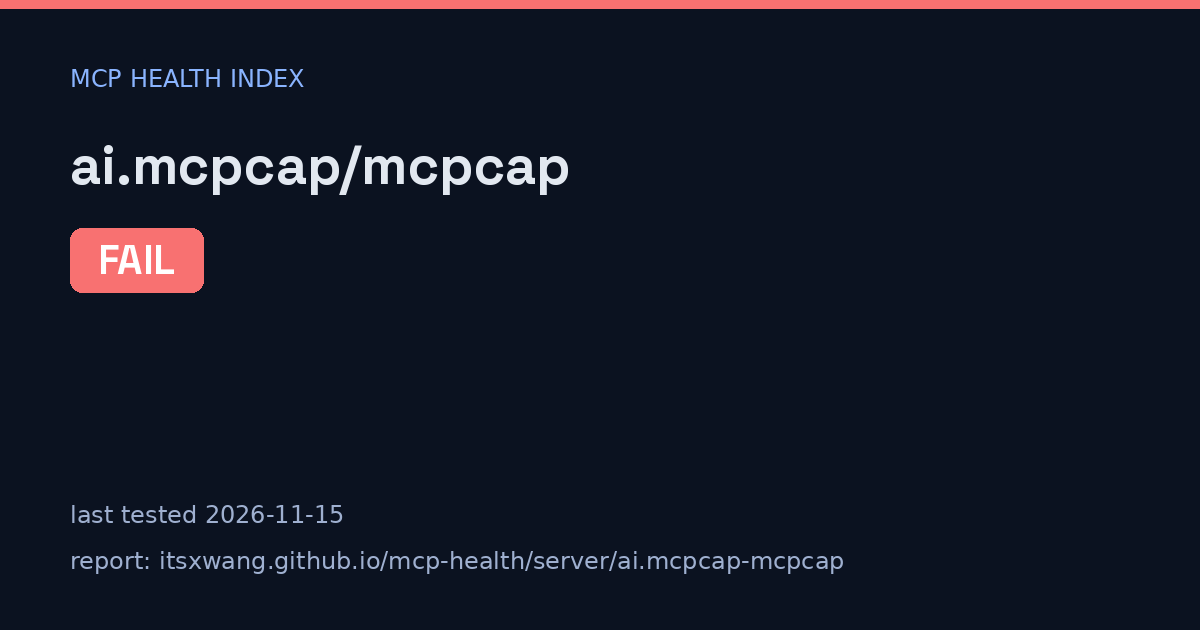 MCP HEALTH INDEX
ai.mcpcap/mcpcap
FAIL
last tested 2026-11-15
report: itsxwang.github.io/mcp-health/server/ai.mcpcap-mcpcap